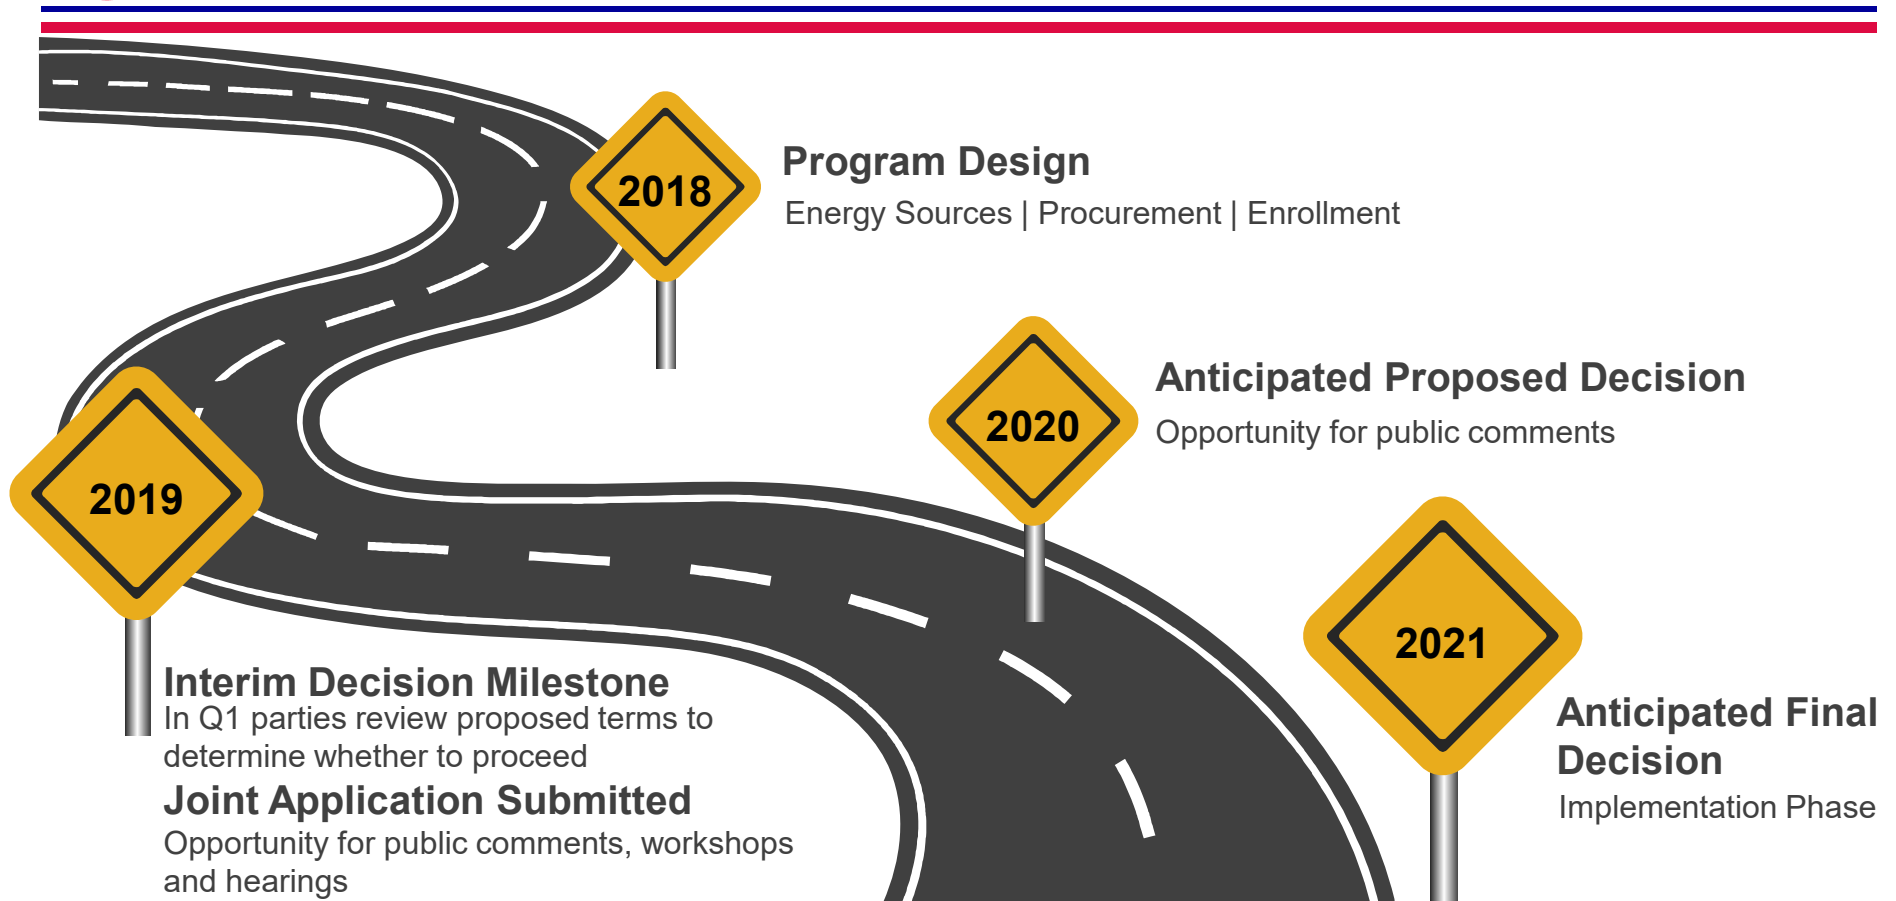 2018
Program Design
Energy Sources | Procurement | Enrollment
2019
Interim Decision Milestone
In Q1 parties review proposed terms to
determine whether to proceed
Joint Application Submitted
Opportunity for public comments, workshops
and hearings
2020
Anticipated Proposed Decision
Opportunity for public comments
2021
Anticipated Final
Decision
Implementation Phase